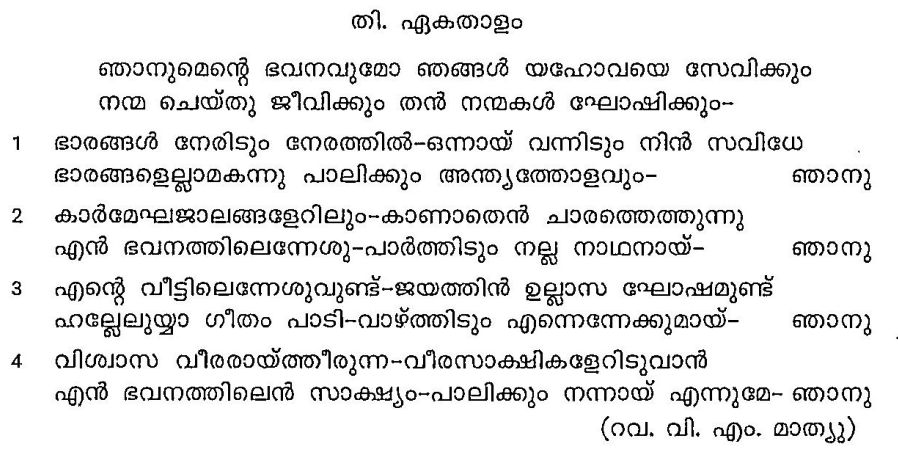 തി. ഏകതാളം
ഞാനുമെന്റെ ഭവനവുമോ ഞങ്ങൾ യഹോവയെ സേവിക്കും
നന്മ ചെയ്തു ജീവിക്കും തൻ നന്മകൾ ഘോഷിക്കും–
1 ഭാരങ്ങൾ നേരിടും നേരത്തിൽ–ഒന്നായ് വന്നിടും നിൻ സവിധേ
ഭാരങ്ങളെല്ലാമകന്നു പാലിക്കും അന്ത്യത്തോളവും– ഞാനു
2 കാർമേഘജാലങ്ങളേറിലും–കാണാതെൻ ചാരത്തെത്തുന്നു
എൻ ഭവനത്തിലെന്നേശു–പാർത്തിടും നല്ല നാഥനായ്– ഞാനു
3 എന്റെ വീട്ടിലെന്നേശുവുണ്ട്–ജയത്തിൻ ഉല്ലാസ ഘോഷമുണ്ട്
ഹല്ലേലുയ്യാ ഗീതം പാടി–വാഴ്ത്തിടും എന്നെന്നേക്കുമായ്– ഞാനു
4 വിശ്വാസ വീരരായ്ത്തീരുന്ന–വീരസാക്ഷികളേറിടുവാൻ
എൻ ഭവനത്തിലെൻ സാക്ഷ്യം–പാലിക്കും നന്നായ് എന്നുമേ– ഞാനു
(റവ. വി. എം. മാത്യു)